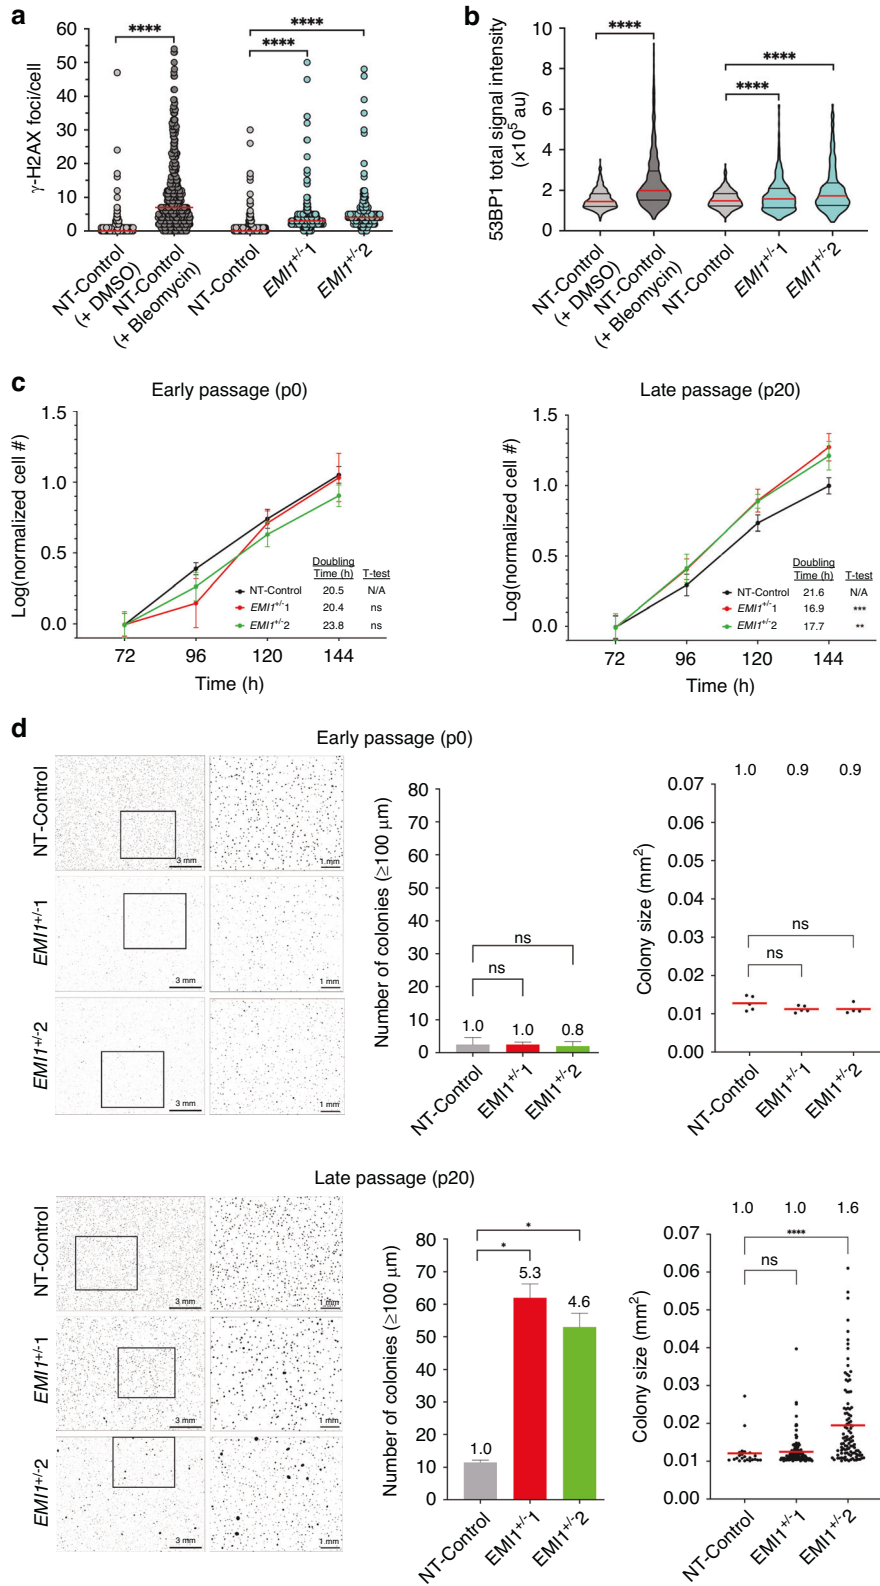 a
γ-H2AX foci/cell
60
50
40
30
20
10
0
****
****
****
NT-Control
(+ DMSO)
NT-Control
(+ Bleomycin)
NT-Control
EMI1+/-1
EMI1+/-2
b
53BP1 total signal intensity
(×10⁵ au)
10
8
6
4
2
0
****
****
****
NT-Control
(+ DMSO)
NT-Control
(+ Bleomycin)
NT-Control
EMI1+/-1
EMI1+/-2
c
Early passage (p0)
Log(normalized cell #)
1.5
1.0
0.5
0.0
72 96 120 144
Time (h)
Doubling
Time (h) T-test
NT-Control 20.5 N/A
EMI1+/-1 20.4 ns
EMI1+/-2 23.8 ns
Late passage (p20)
Log(normalized cell #)
1.5
1.0
0.5
0.0
72 96 120 144
Time (h)
Doubling
Time (h) T-test
NT-Control 21.6 N/A
EMI1+/-1 16.9 ***
EMI1+/-2 17.7 **
d
Early passage (p0)
NT-Control
3 mm
1 mm
EMI1+/-1
3 mm
1 mm
EMI1+/-2
3 mm
1 mm
Number of colonies (≥100 μm)
80
70
60
50
40
30
20
10
0
ns
ns
1.0 1.0 0.8
NT-Control
EMI1+/-1
EMI1+/-2
1.0 0.9 0.9
Colony size (mm²)
0.07
0.06
0.05
0.04
0.03
0.02
0.01
0.00
ns
ns
NT-Control
EMI1+/-1
EMI1+/-2
Late passage (p20)
NT-Control
3 mm
1 mm
EMI1+/-1
3 mm
1 mm
EMI1+/-2
3 mm
1 mm
Number of colonies (≥100 μm)
80
70
60
50
40
30
20
10
0
*
*
1.0
5.3
4.6
NT-Control
EMI1+/-1
EMI1+/-2
1.0 1.0 1.6
Colony size (mm²)
0.07
0.06
0.05
0.04
0.03
0.02
0.01
0.00
****
ns
NT-Control
EMI1+/-1
EMI1+/-2